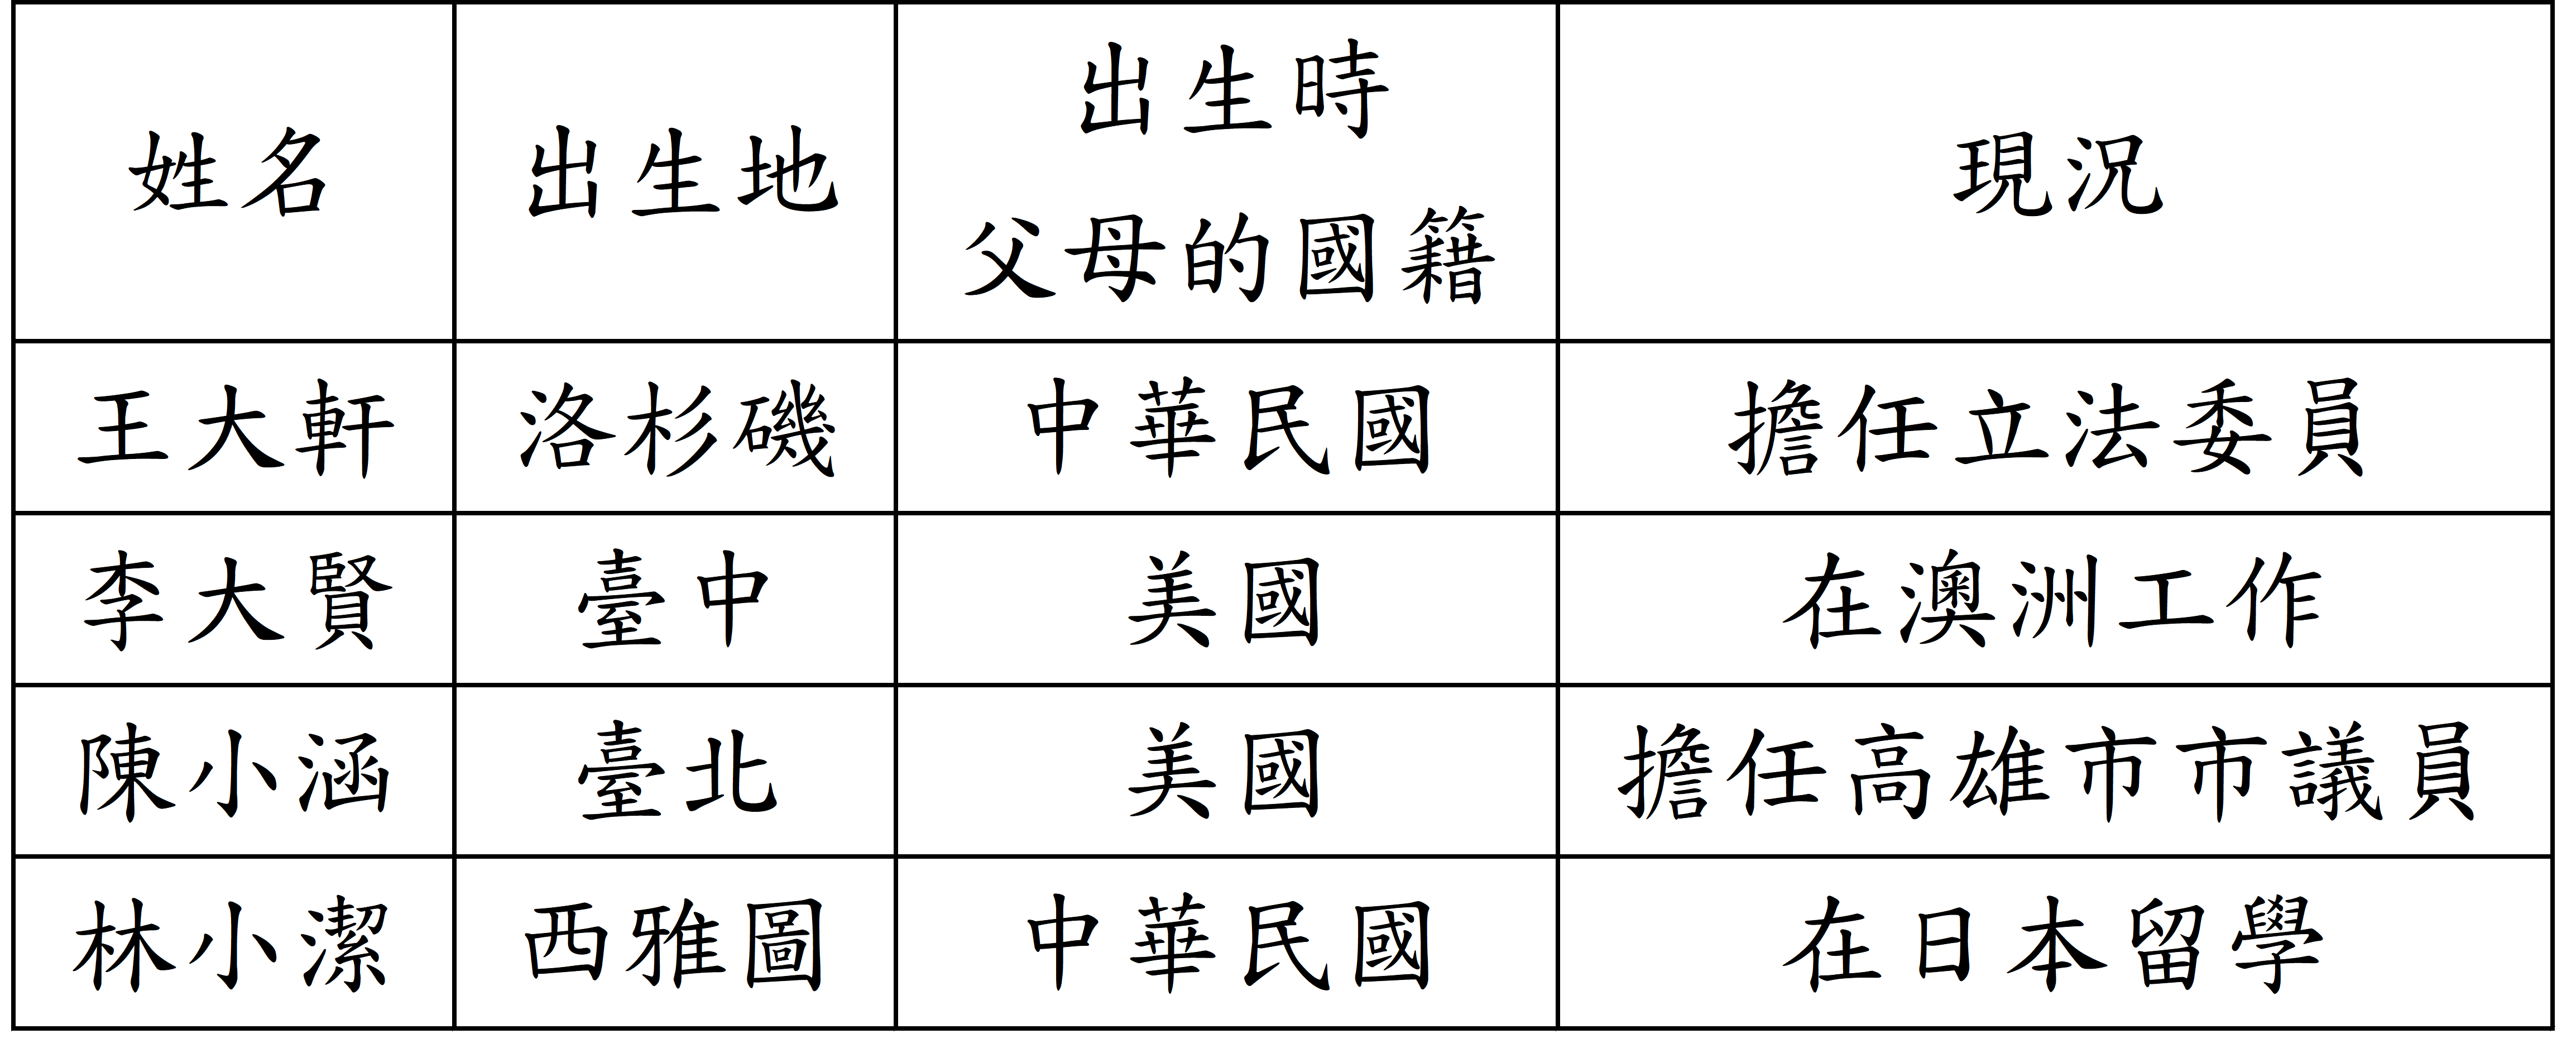 姓名 出生地 出生時 父母的國籍 現況
王大軒 洛杉磯 中華民國 擔任立法委員
李大賢 臺中 美國 在澳洲工作
陳小涵 臺北 美國 擔任高雄市市議員
林小潔 西雅圖 中華民國 在日本留學